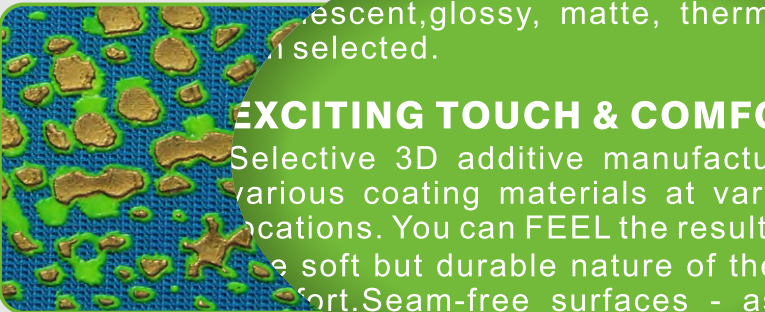 escent,glossy, matte, therm
selected.
EXCITING TOUCH & COMFO
Selective 3D additive manufactu
various coating materials at var
ocations. You can FEEL the result
soft but durable nature of the
fort.Seam-free surfaces - as